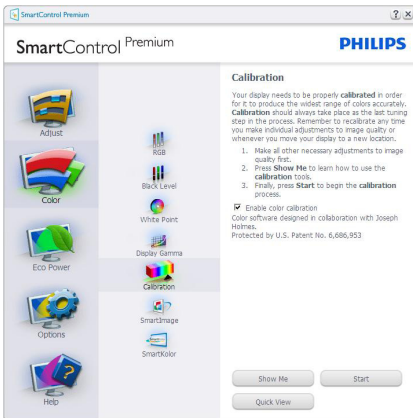 SmartControl Premium
SmartControl Premium
PHILIPS
Adjust
Color
Eco Power
Options
Help
RGB
Black Level
White Point
Display Gamma
Calibration
SmartImage
SmartKolor
Calibration
Your display needs to be properly calibrated in order
for it to produce the widest range of colors accurately.
Calibration should always take place as the last tuning
step in the process. Remember to recalibrate any time
you make individual adjustments to image quality or
whenever you move your display to a new location.
1. Make all other necessary adjustments to image
quality first.
2. Press Show Me to learn how to use the
calibration tools.
3. Finally, press Start to begin the calibration
process.
Enable color calibration
Color software designed in collaboration with Joseph
Holmes.
Protected by U.S. Patent No. 6,686,953
Show Me
Start
Quick View